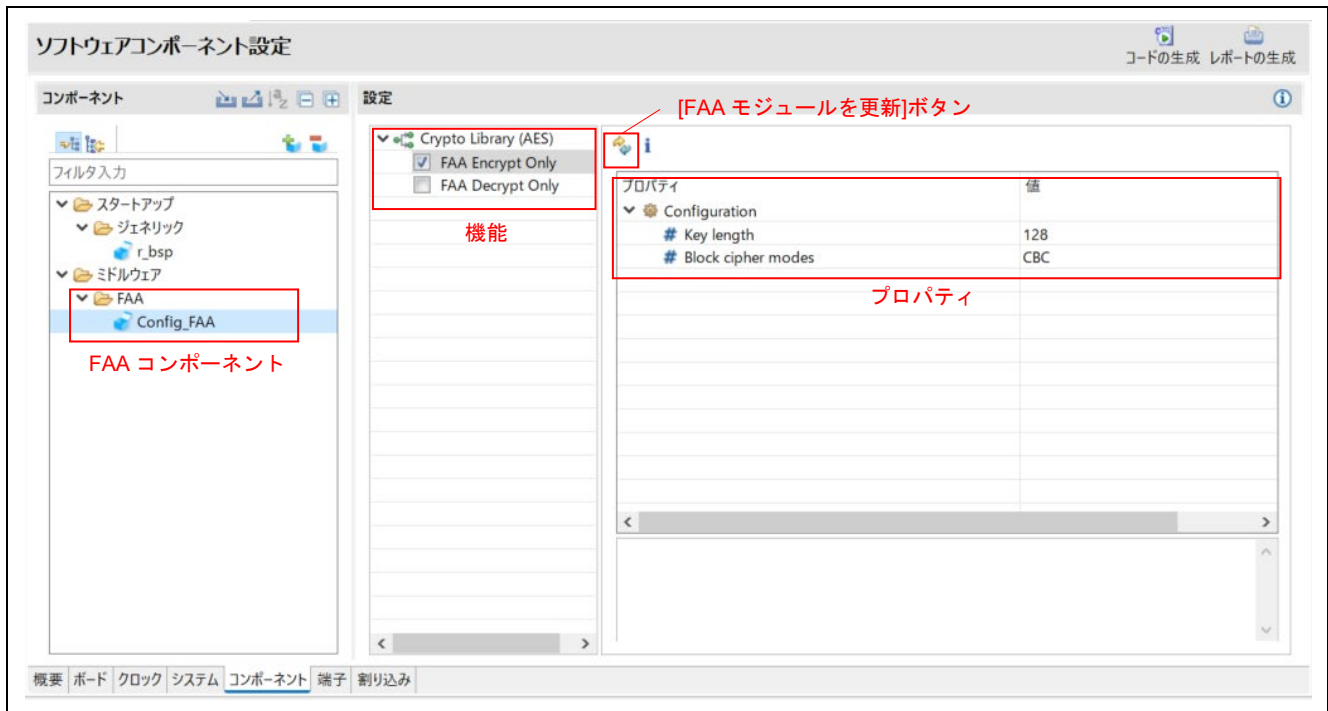 ソフトウェアコンポーネント設定
コードの生成 レポートの生成
コンポーネント
設定
[FAA モジュールを更新]ボタン
フィルタ入力
スタートアップ
ジェネリック
r_bsp
ミドルウェア
FAA
Config_FAA
FAA コンポーネント
Crypto Library (AES)
FAA Encrypt Only
FAA Decrypt Only
機能
プロパティ 値
Configuration
# Key length 128
# Block cipher modes CBC
プロパティ
概要 ボード クロック システム コンポーネント 端子 割り込み